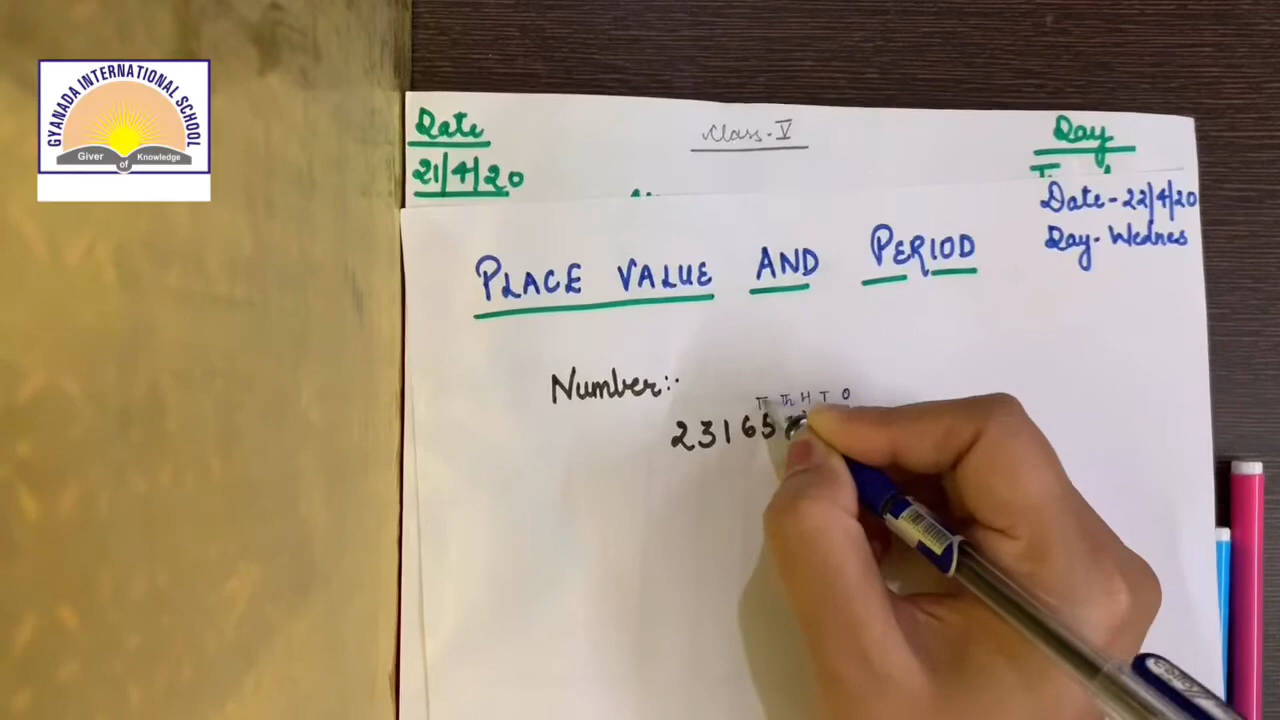 GYANADA INTERNATIONAL SCHOOL
Giver of Knowledge
Date
21/4/20
Class - V
Day
Date - 22/4/20
Day - Wednes
PLACE VALUE AND PERIOD
Number:-
Th H T O
23165